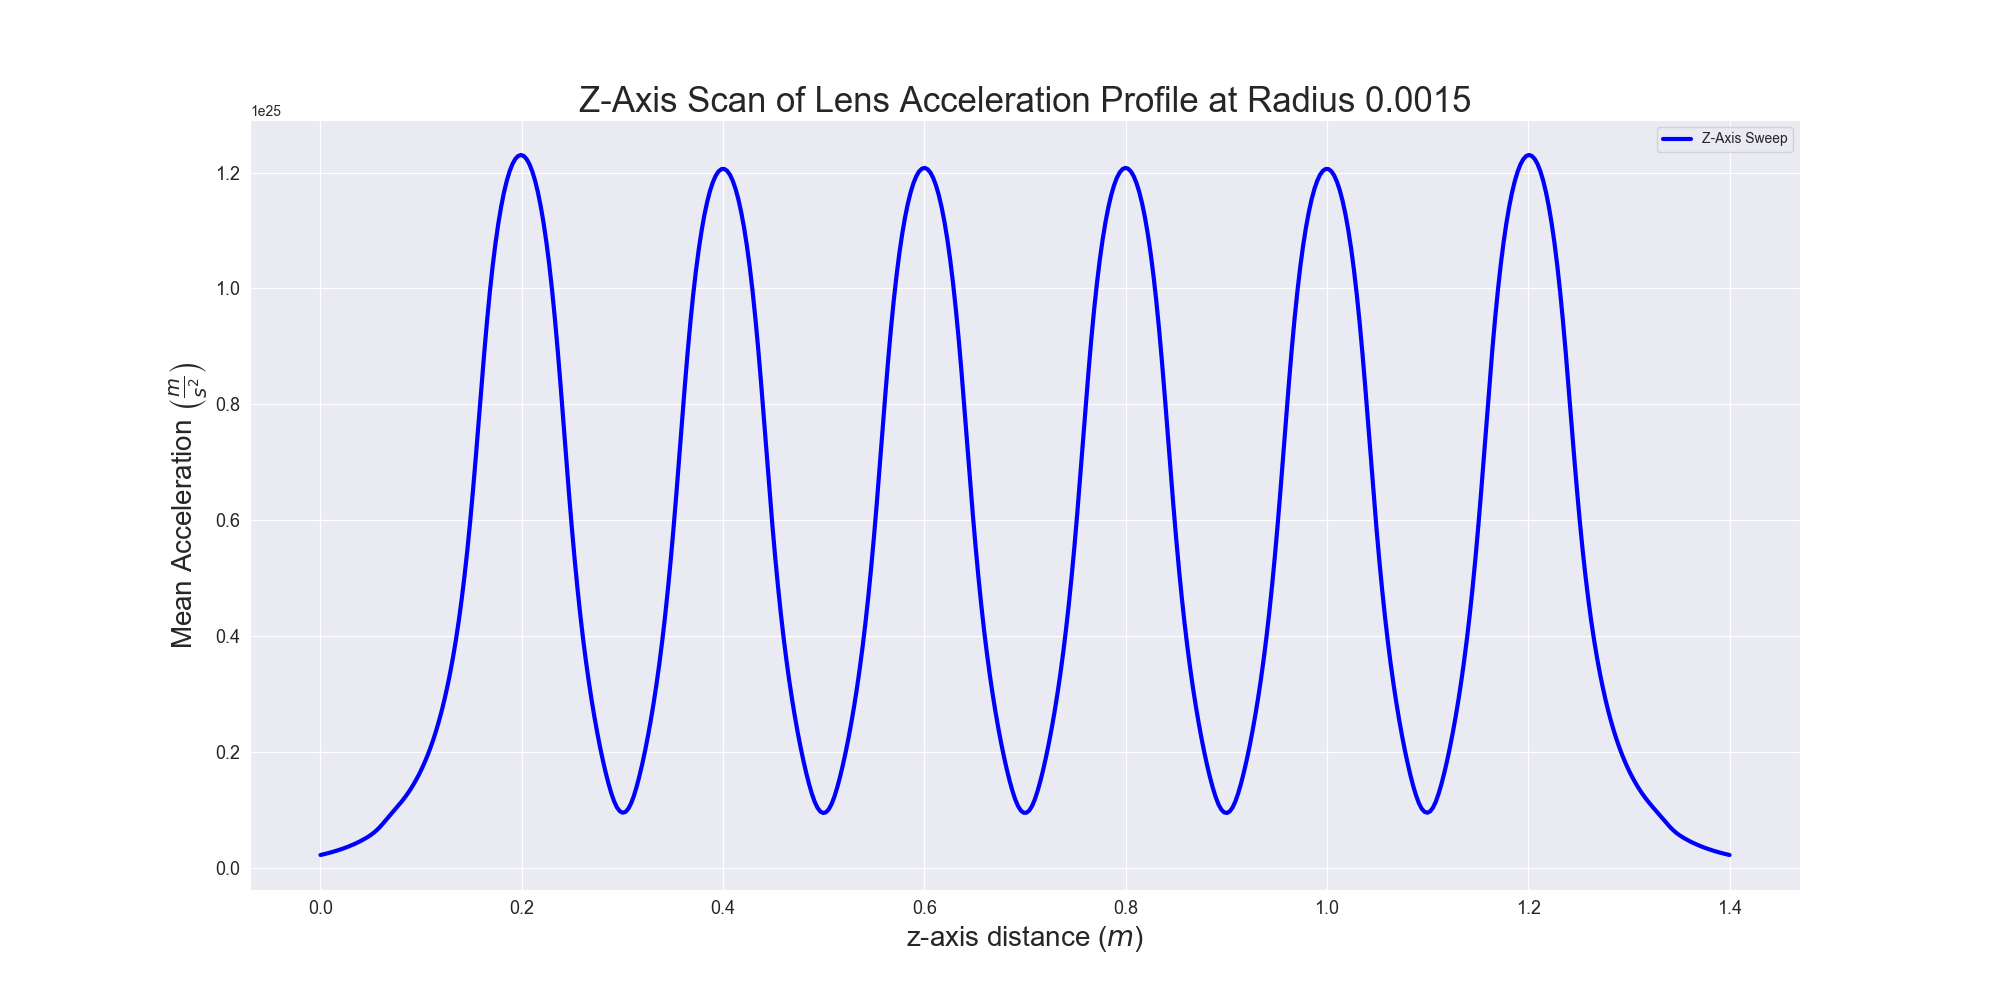 Z-Axis Scan of Lens Acceleration Profile at Radius 0.0015
1e25
Z-Axis Sweep
1.2
1.0
0.8
0.6
0.4
0.2
0.0
Mean Acceleration (m/s²)
0.0 0.2 0.4 0.6 0.8 1.0 1.2 1.4
z-axis distance (m)